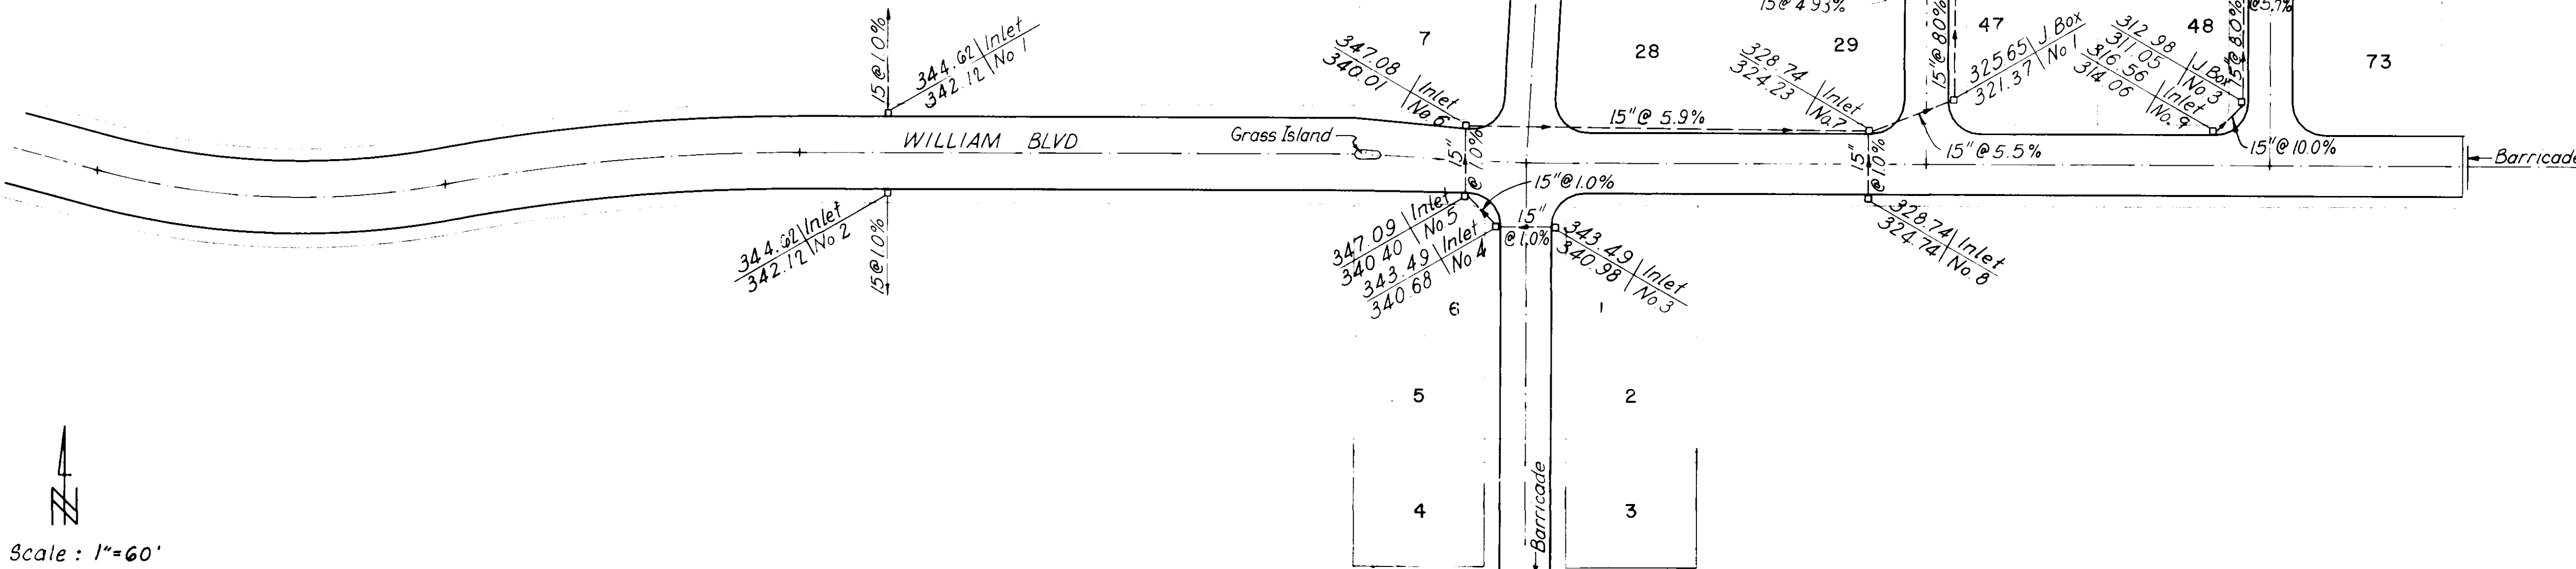 15@1.0%
344.62 Inlet
342.12 No 1
7
347.08 Inlet
340.01 No. 6
28
15@ 4.93%
29
328.74 Inlet
324.23 No.7
15"@80%
47
325.65 J. Box
321.37 No. 1
312.98 J. Box
311.05 No. 3
316.56 Inlet
314.06 No. 9
48
15"@ 8.0%
@5.7%
73
WILLIAM BLVD
Grass Island
15" @ 1.0%
15"@ 5.9%
15"@1.0%
15" @ 1.0%
15"@5.5%
15"@10.0%
Barricade
344.62 Inlet
342.12 No. 2
15@1.0%
347.09 Inlet
340 40 No. 5
343.49 Inlet
340.68 No 4
15"
@1.0%
343.49 Inlet
340.98 No. 3
328.74 Inlet
324.74 No. 8
6
1
5
2
4
3
Barricade
N
Scale : 1"=60'